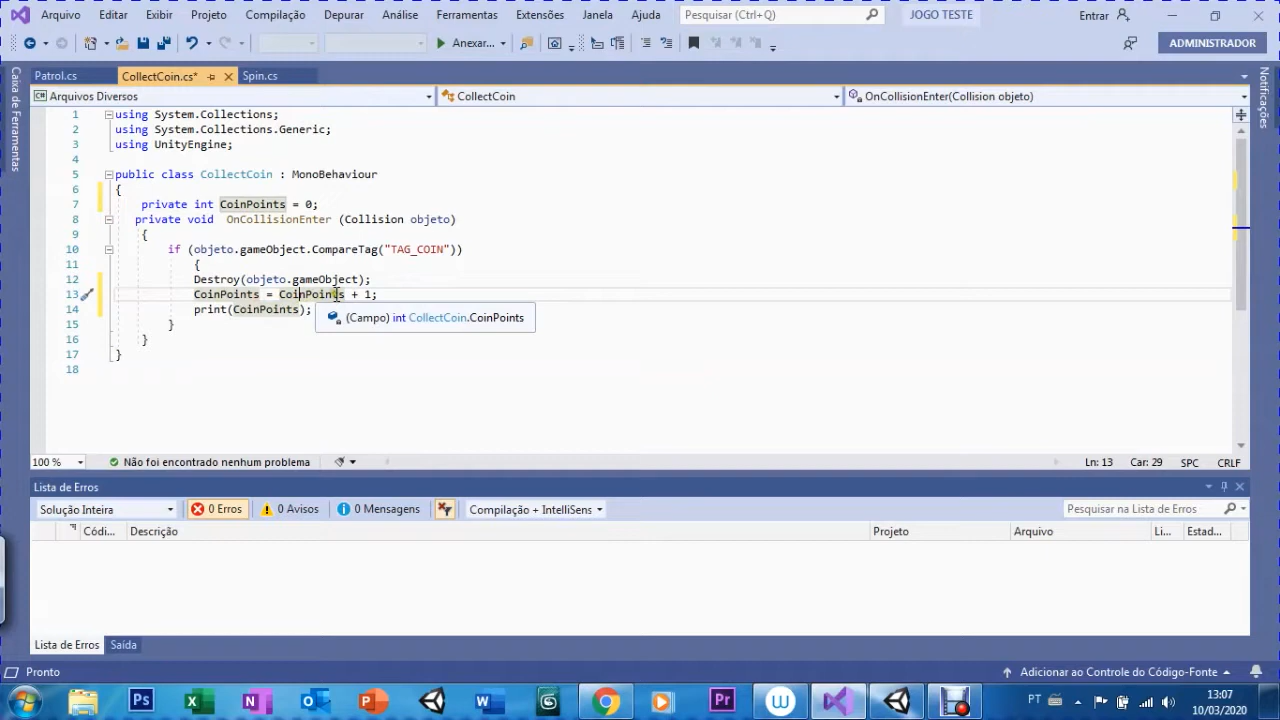 Arquivo Editar Exibir Projeto Compilação Depurar Análise Ferramentas Extensões Janela Ajuda Pesquisar (Ctrl+Q) JOGO TESTE Entrar
Anexar... ADMINISTRADOR
Patrol.cs CollectCoin.cs* Spin.cs
Arquivos Diversos CollectCoin OnCollisionEnter(Collision objeto)
Caixa de Ferramentas
Notificações
1 using System.Collections;
2 using System.Collections.Generic;
3 using UnityEngine;
4
5 public class CollectCoin : MonoBehaviour
6 {
7 private int CoinPoints = 0;
8 private void OnCollisionEnter (Collision objeto)
9 {
10 if (objeto.gameObject.CompareTag("TAG_COIN"))
11 {
12 Destroy(objeto.gameObject);
13 CoinPoints = CoinPoints + 1;
14 print(CoinPoints);
(Campo) int CollectCoin.CoinPoints
15 }
16 }
17 }
18
100 % Não foi encontrado nenhum problema Ln: 13 Car: 29 SPC CRLF
Lista de Erros
Solução Inteira 0 Erros 0 Avisos 0 Mensagens Compilação + IntelliSens Pesquisar na Lista de Erros
Códi... Descrição Projeto Arquivo Li... Estad...
Lista de Erros Saída
Pronto Adicionar ao Controle do Código-Fonte
Ps X N O P W S Pr W PT 13:07
10/03/2020